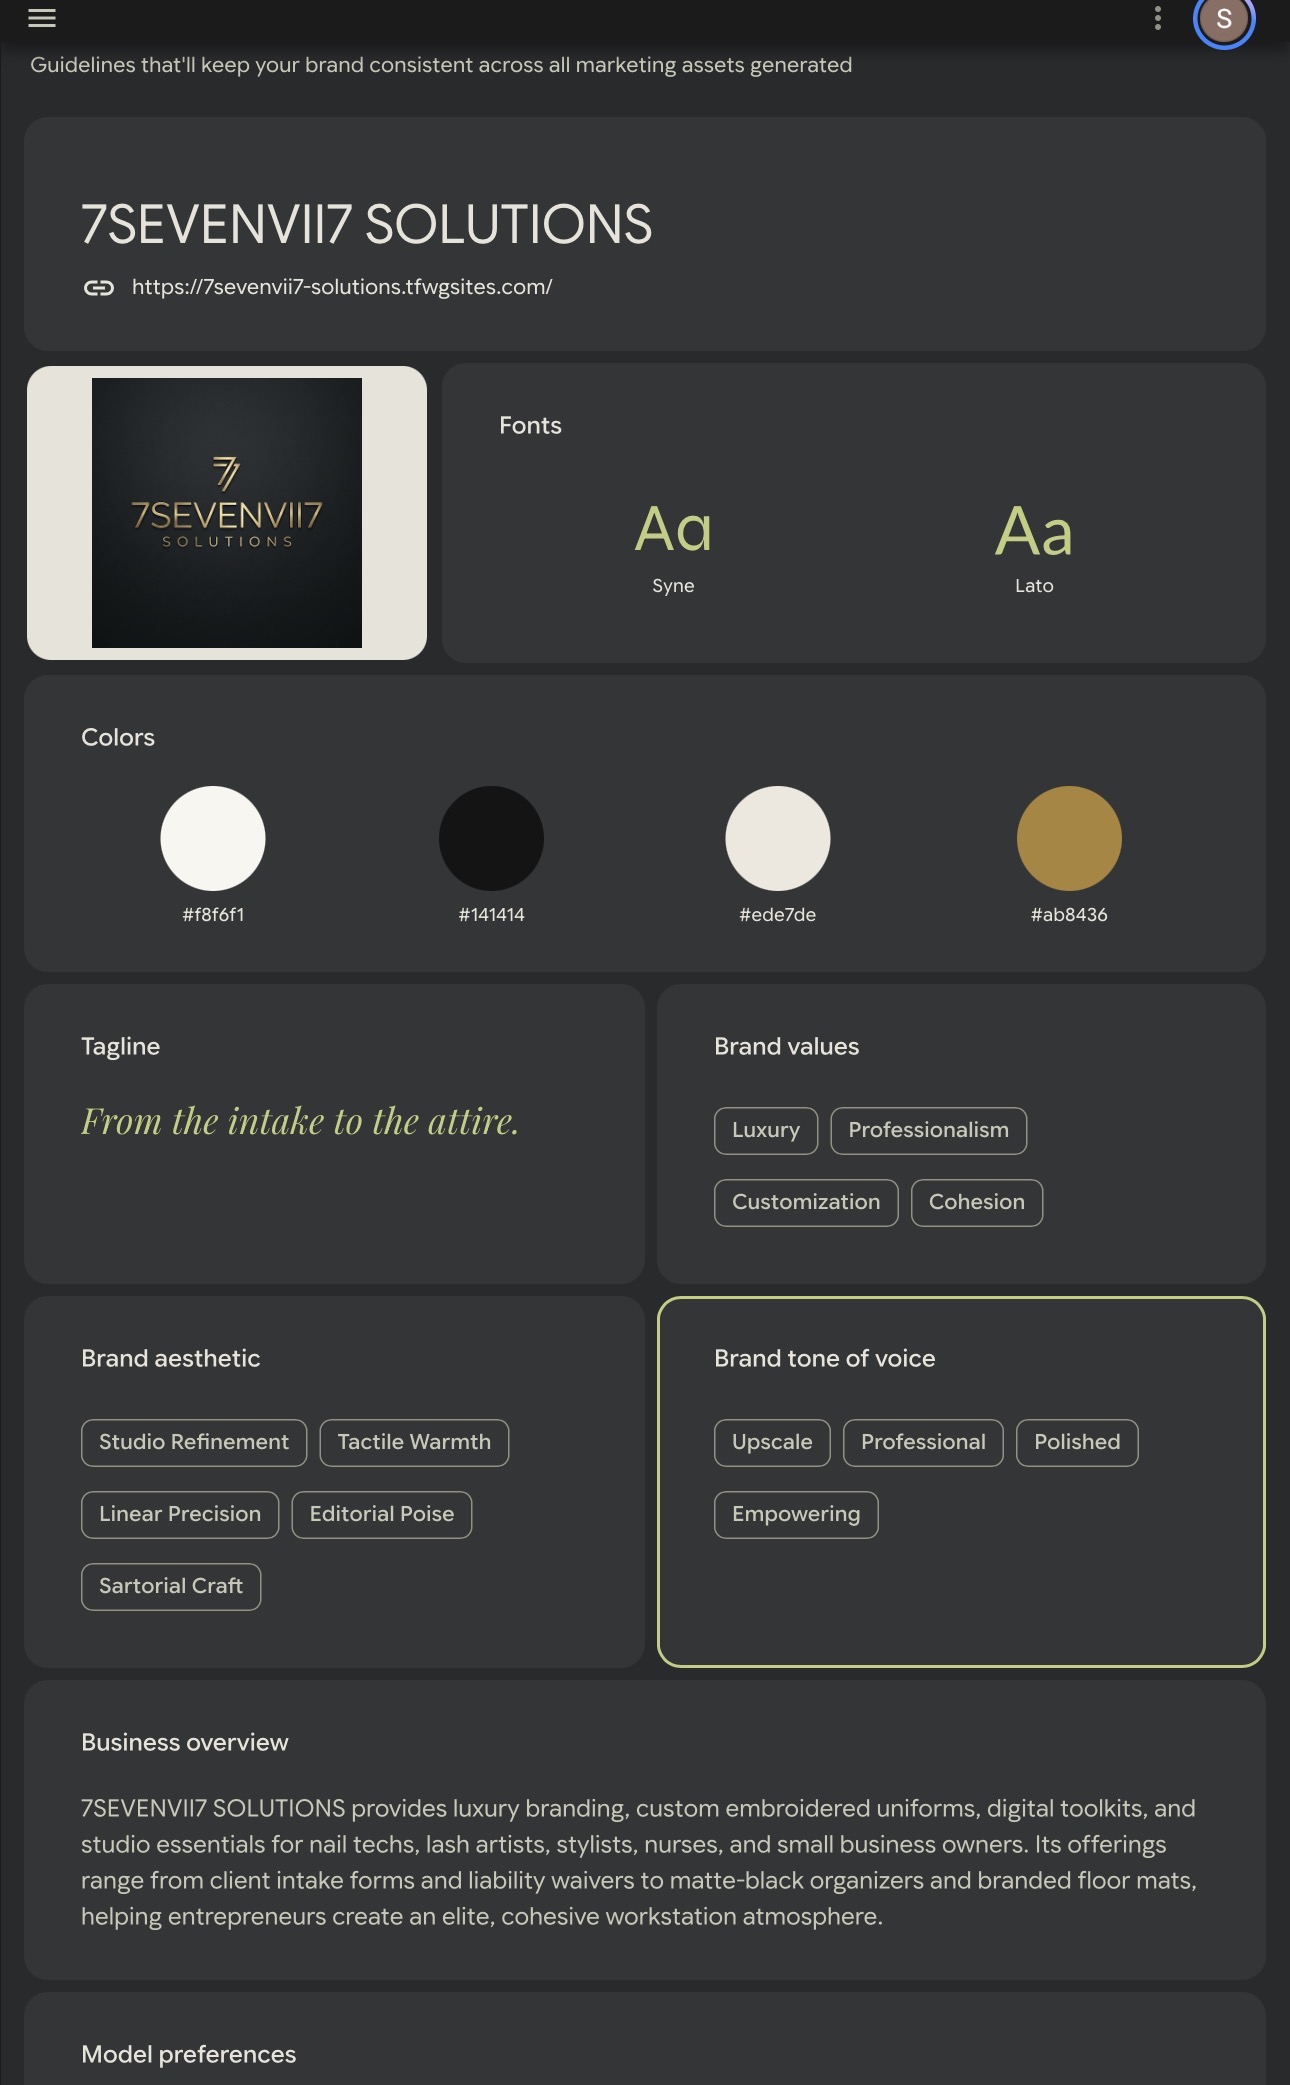 S
Guidelines that'll keep your brand consistent across all marketing assets generated
7SEVENVII7 SOLUTIONS
https://7sevenvii7-solutions.tfwgsites.com/
7SEVENVII7
SOLUTIONS
Fonts
Aa
Aa
Syne
Lato
Colors
#f8f6f1
#141414
#ede7de
#ab8436
Tagline
From the intake to the attire.
Brand values
Luxury
Professionalism
Customization
Cohesion
Brand aesthetic
Studio Refinement
Tactile Warmth
Linear Precision
Editorial Poise
Sartorial Craft
Brand tone of voice
Upscale
Professional
Polished
Empowering
Business overview
7SEVENVII7 SOLUTIONS provides luxury branding, custom embroidered uniforms, digital toolkits, and
studio essentials for nail techs, lash artists, stylists, nurses, and small business owners. Its offerings
range from client intake forms and liability waivers to matte-black organizers and branded floor mats,
helping entrepreneurs create an elite, cohesive workstation atmosphere.
Model preferences